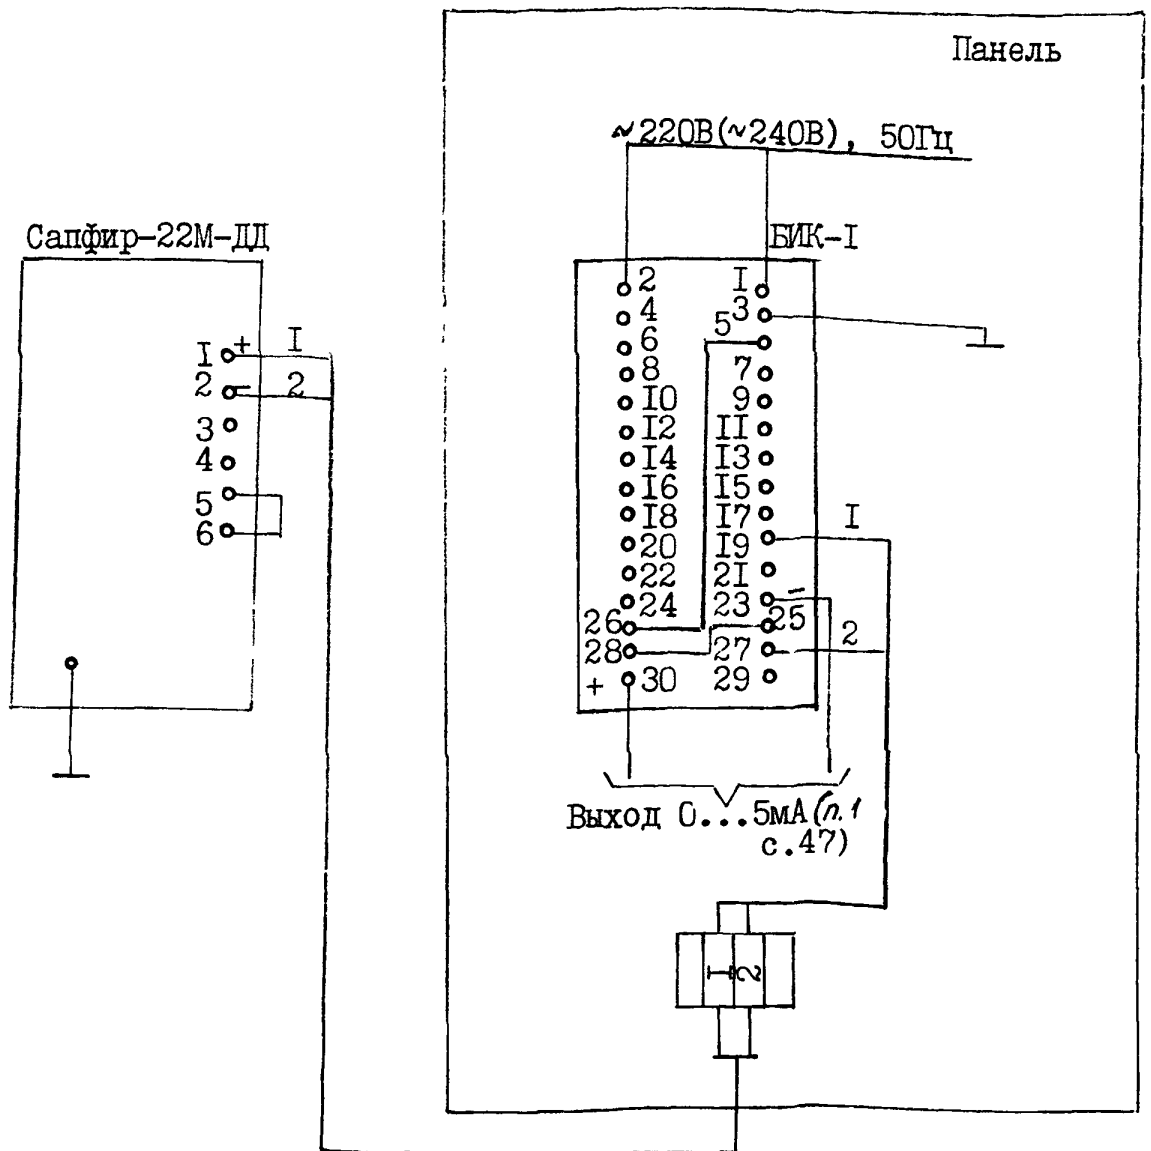 Панель
~220В(~240В), 50Гц
Сапфир-22М-ДД
БИК-I
I + I
2 - 2
3
4
5
6
2 I
4 3
6 5
8 7
I0 9
I2 II
I4 I3
I6 I5
I8 I7 I
20 I9
22 2I
24 23 -
26 25
28 27 2
+ 30 29
Выход 0...5мА(п.1
с.47)
I 2